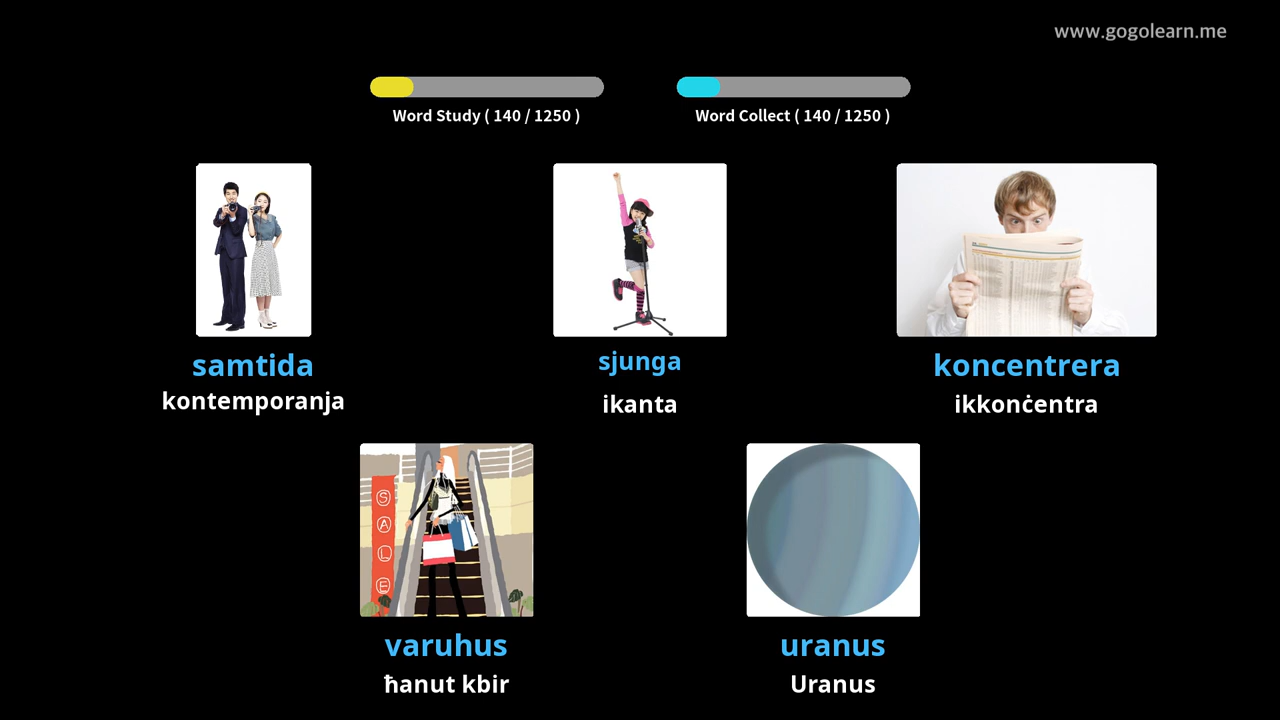 www.gogolearn.me
Word Study ( 140 / 1250 )
Word Collect ( 140 / 1250 )
samtida
kontemporanja
sjunga
ikanta
koncentrera
ikkonċentra
SALE
varuhus
ħanut kbir
uranus
Uranus